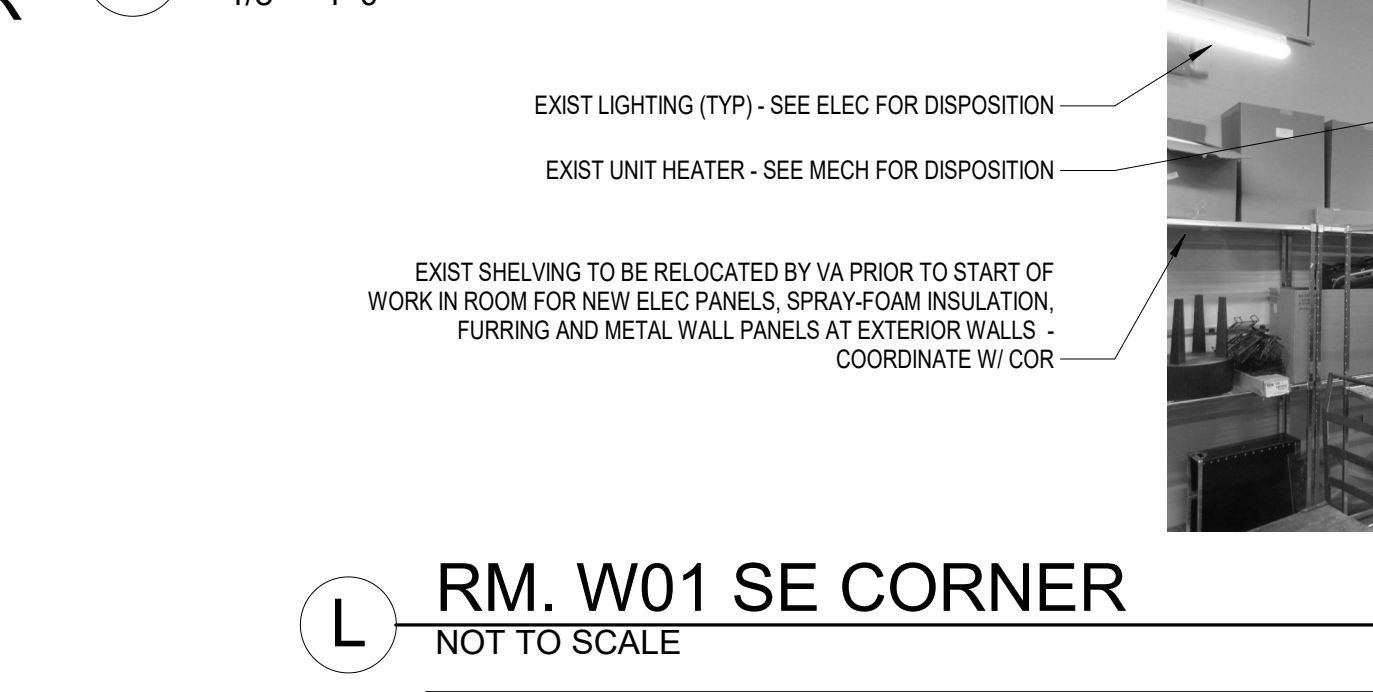 EXIST LIGHTING (TYP) - SEE ELEC FOR DISPOSITION
EXIST UNIT HEATER - SEE MECH FOR DISPOSITION
EXIST SHELVING TO BE RELOCATED BY VA PRIOR TO START OF
WORK IN ROOM FOR NEW ELEC PANELS, SPRAY-FOAM INSULATION,
FURRING AND METAL WALL PANELS AT EXTERIOR WALLS -
COORDINATE W/ COR
L
RM. W01 SE CORNER
NOT TO SCALE